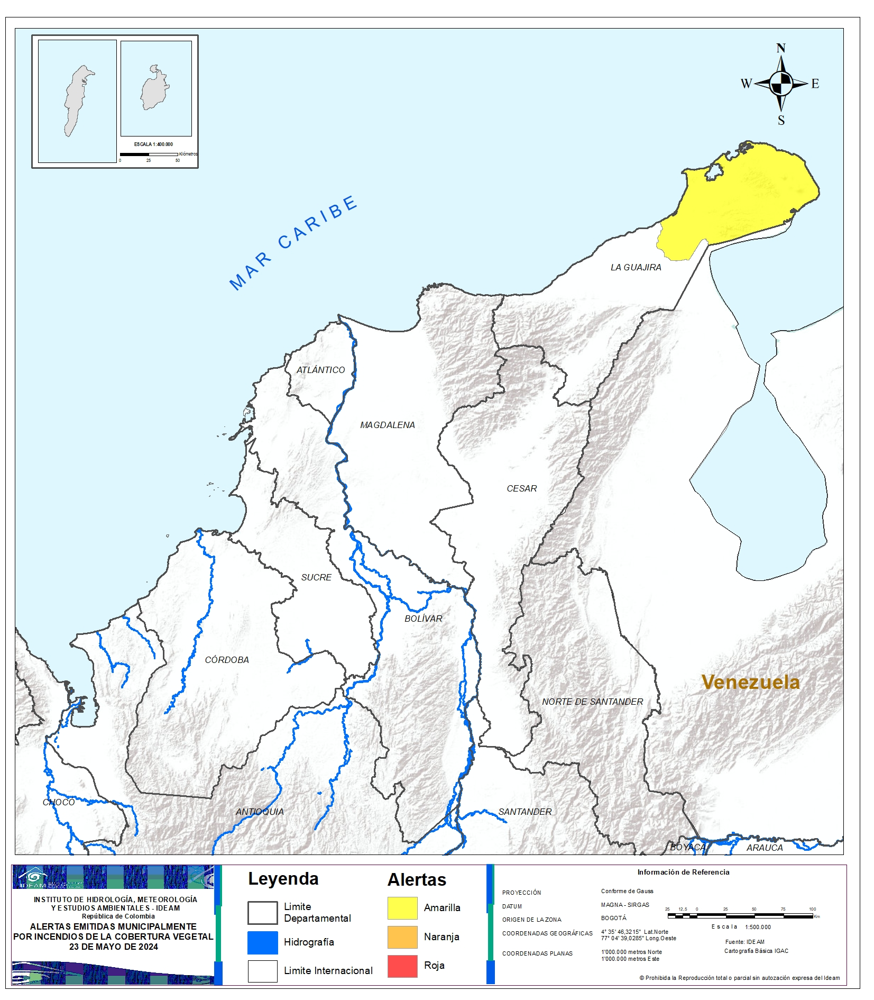 N
W
E
S
ESCALA 1:400.000
Kilómetros
0 25 50
MAR CARIBE
LA GUAJIRA
ATLÁNTICO
MAGDALENA
CESAR
SUCRE
BOLÍVAR
CÓRDOBA
Venezuela
NORTE DE SANTANDER
CHOCÓ
ANTIOQUIA
SANTANDER
BOYACÁ
ARAUCA
IDEAM
INSTITUTO DE HIDROLOGÍA, METEOROLOGÍA
Y ESTUDIOS AMBIENTALES - IDEAM
República de Colombia
ALERTAS EMITIDAS MUNICIPALMENTE
POR INCENDIOS DE LA COBERTURA VEGETAL
23 DE MAYO DE 2024
Leyenda
Limite
Departamental
Hidrografía
Limite Internacional
Alertas
Amarilla
Naranja
Roja
Información de Referencia
PROYECCIÓN Conforme de Gauss
DATUM MAGNA - SIRGAS
ORIGEN DE LA ZONA BOGOTÁ
COORDENADAS GEOGRÁFICAS 4° 35' 46,3215" Lat.Norte
77° 04' 39,0285" Long.Oeste
COORDENADAS PLANAS 1'000.000 metros Norte
1'000.000 metros Este
25 12,5 0 25 50 75 100
Km
Escala 1:500.000
Fuente: IDEAM
Cartografía Básica IGAC
© Prohibida la Reproducción total o parcial sin autozación expresa del Ideam